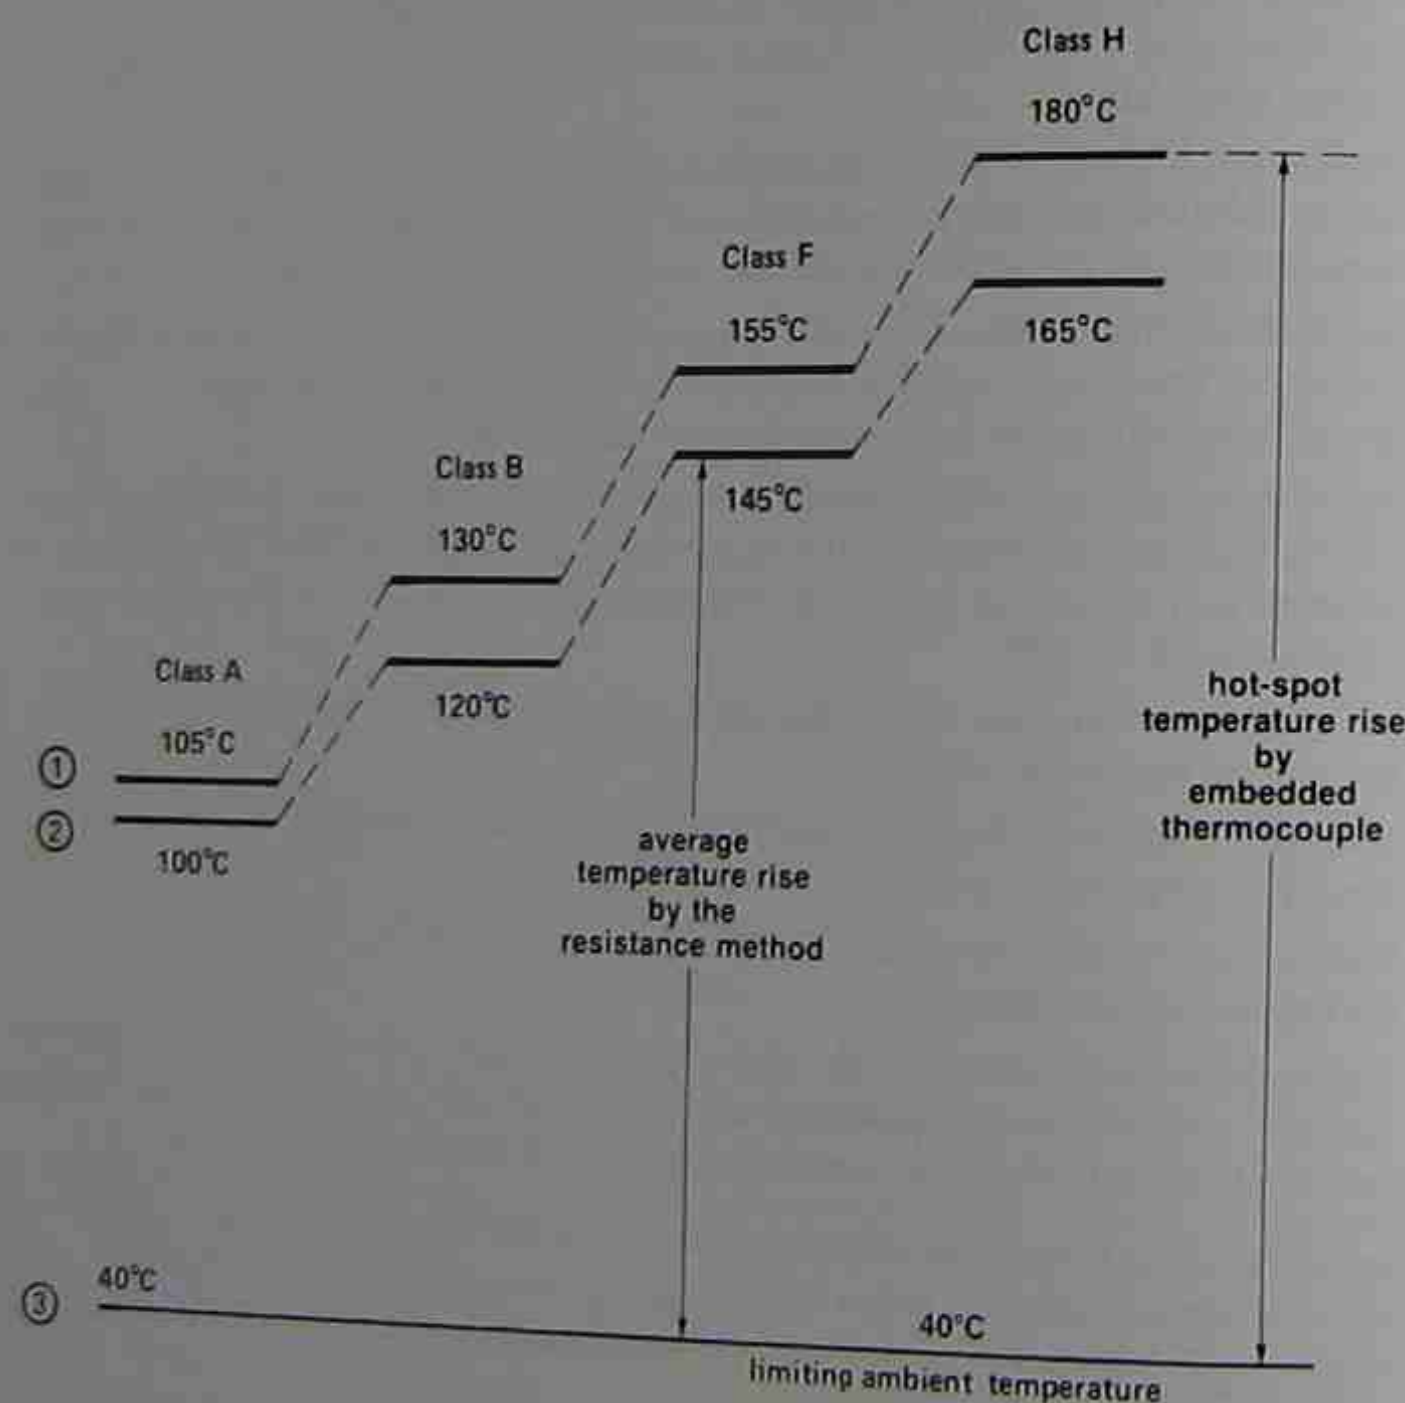 Class H
180°C
Class F
155°C
165°C
Class B
145°C
130°C
Class A
120°C
105°C
①
②
100°C
hot-spot
temperature rise
by
embedded
thermocouple
average
temperature rise
by the
resistance method
40°C
③
40°C
limiting ambient temperature